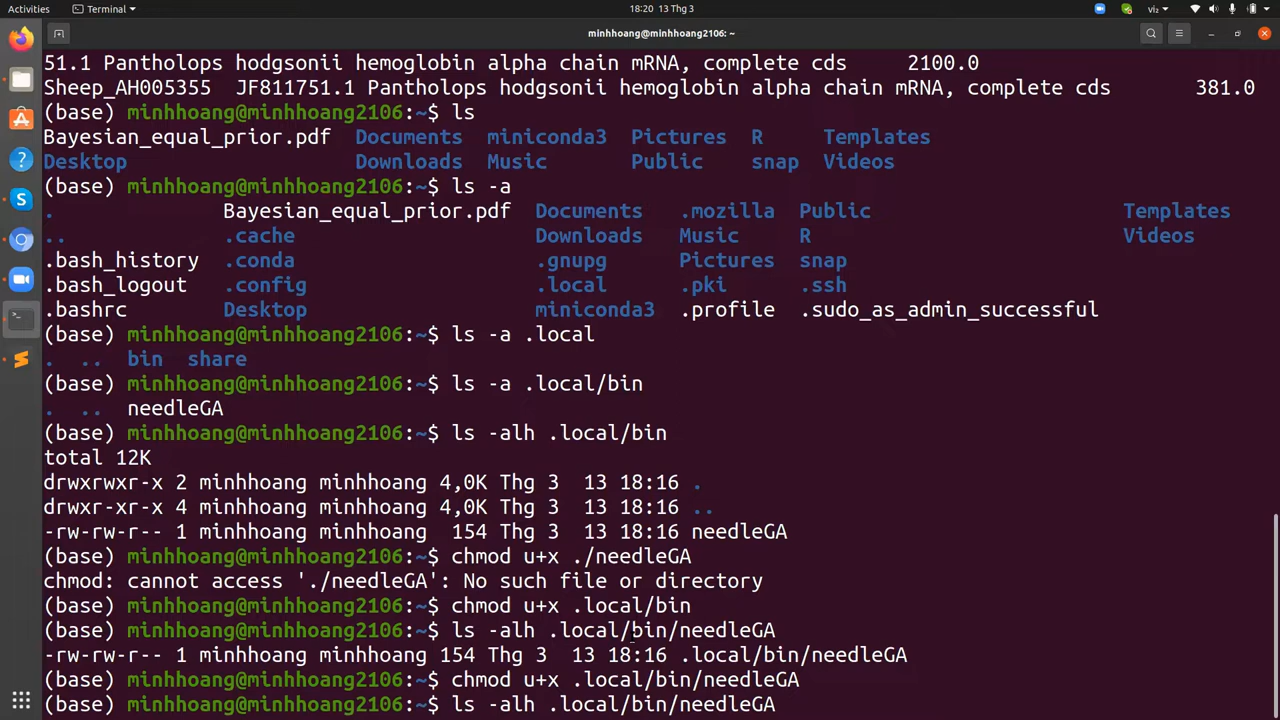 Activities Terminal 18:20 13 Thg 3 vi₂
minhhoang@minhhoang2106: ~
51.1 Pantholops hodgsonii hemoglobin alpha chain mRNA, complete cds 2100.0
Sheep_AH005355 JF811751.1 Pantholops hodgsonii hemoglobin alpha chain mRNA, complete cds 381.0
(base) minhhoang@minhhoang2106:~$ ls
Bayesian_equal_prior.pdf Documents miniconda3 Pictures R Templates
Desktop Downloads Music Public snap Videos
(base) minhhoang@minhhoang2106:~$ ls -a
. Bayesian_equal_prior.pdf Documents .mozilla Public Templates
.. .cache Downloads Music R Videos
.bash_history .conda .gnupg Pictures snap
.bash_logout .config .local .pki .ssh
.bashrc Desktop miniconda3 .profile .sudo_as_admin_successful
(base) minhhoang@minhhoang2106:~$ ls -a .local
. .. bin share
(base) minhhoang@minhhoang2106:~$ ls -a .local/bin
. .. needleGA
(base) minhhoang@minhhoang2106:~$ ls -alh .local/bin
total 12K
drwxrwxr-x 2 minhhoang minhhoang 4,0K Thg 3 13 18:16 .
drwxr-xr-x 4 minhhoang minhhoang 4,0K Thg 3 13 18:16 ..
-rw-rw-r-- 1 minhhoang minhhoang 154 Thg 3 13 18:16 needleGA
(base) minhhoang@minhhoang2106:~$ chmod u+x ./needleGA
chmod: cannot access './needleGA': No such file or directory
(base) minhhoang@minhhoang2106:~$ chmod u+x .local/bin
(base) minhhoang@minhhoang2106:~$ ls -alh .local/bin/needleGA
-rw-rw-r-- 1 minhhoang minhhoang 154 Thg 3 13 18:16 .local/bin/needleGA
(base) minhhoang@minhhoang2106:~$ chmod u+x .local/bin/needleGA
(base) minhhoang@minhhoang2106:~$ ls -alh .local/bin/needleGA